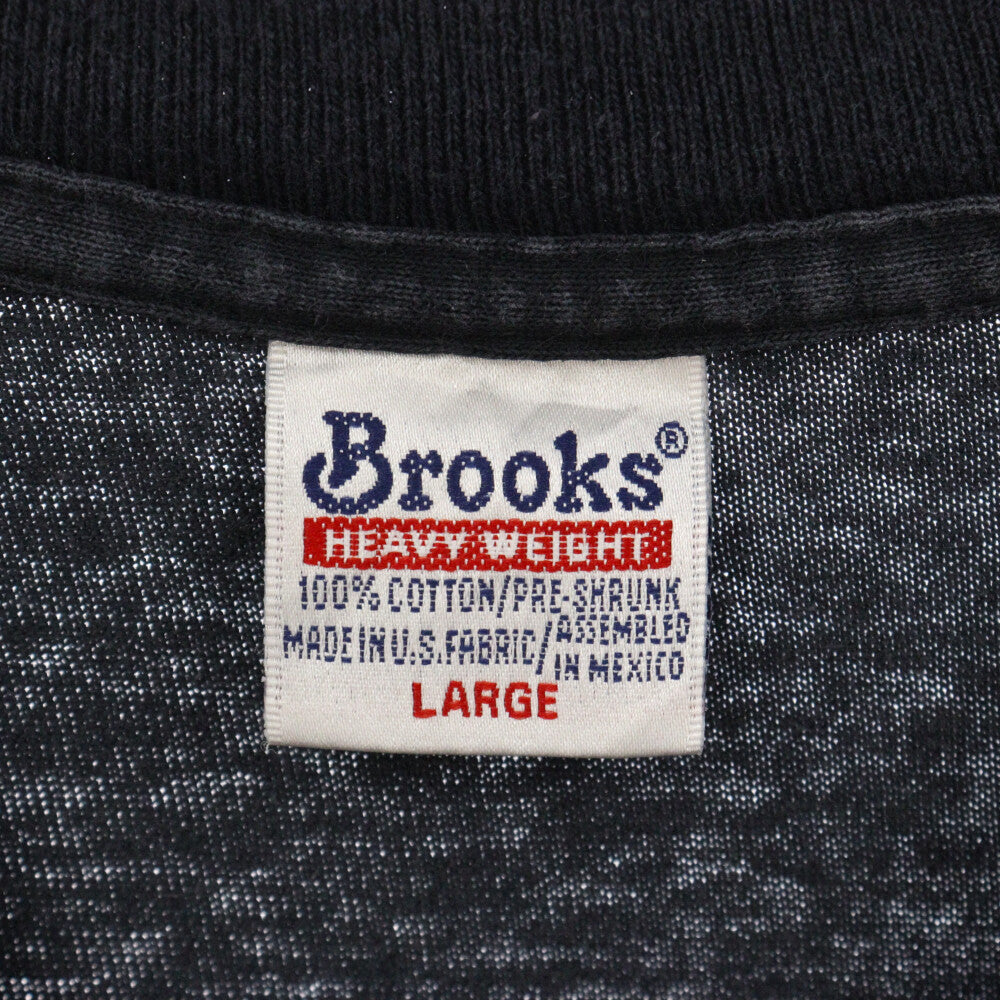 Brooks®
HEAVY WEIGHT
100% COTTON/PRE-SHRUNK
MADE IN U.S. FABRIC/ASSEMBLED
IN MEXICO
LARGE